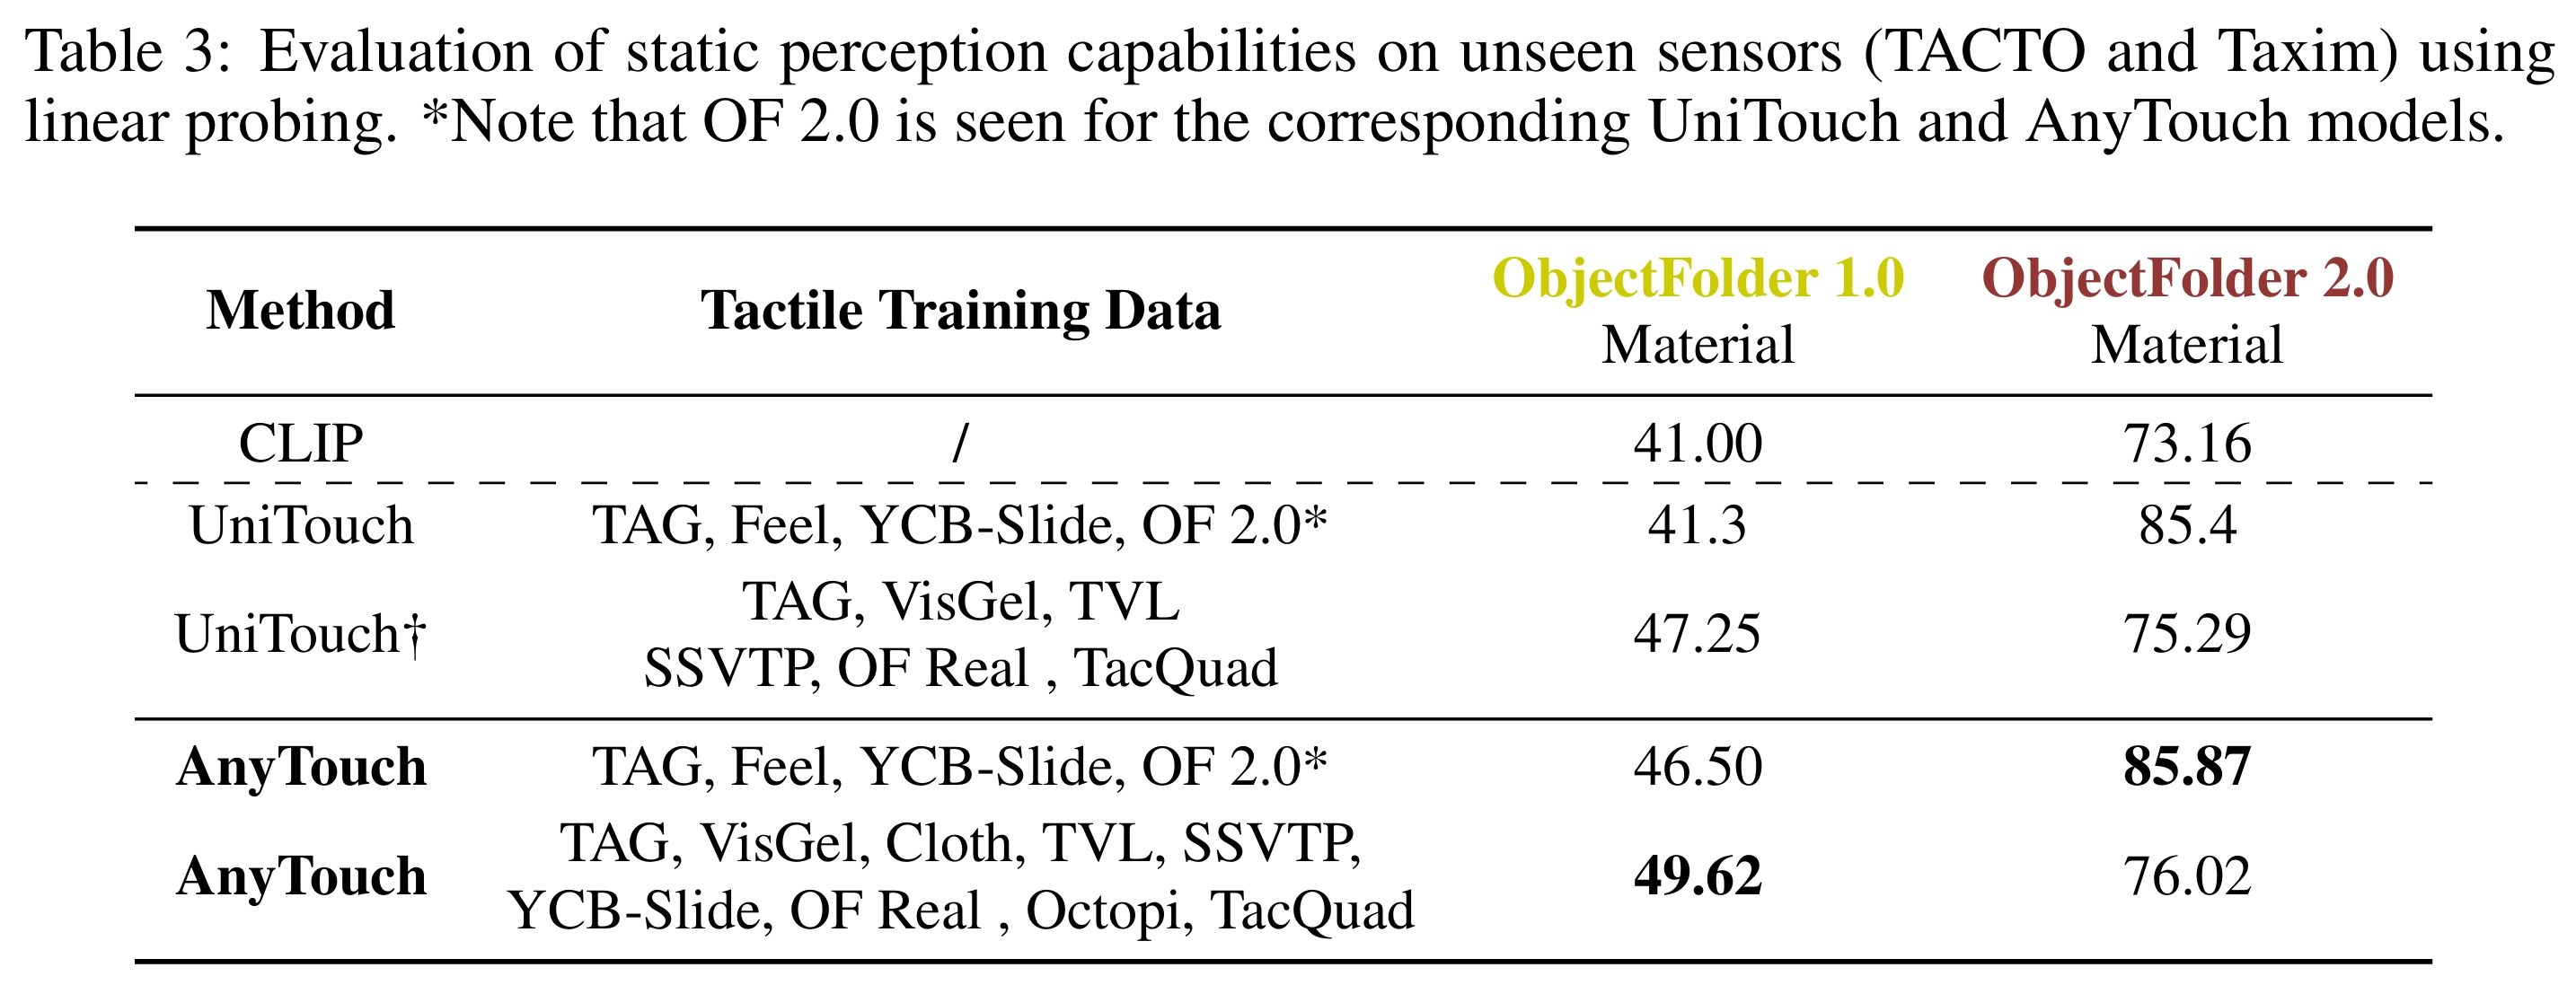 Table 3: Evaluation of static perception capabilities on unseen sensors (TACTO and Taxim) using
linear probing. *Note that OF 2.0 is seen for the corresponding UniTouch and AnyTouch models.
Method Tactile Training Data ObjectFolder 1.0 ObjectFolder 2.0
Material Material
CLIP / 41.00 73.16
UniTouch TAG, Feel, YCB-Slide, OF 2.0* 41.3 85.4
TAG, VisGel, TVL
UniTouch† 47.25 75.29
SSVTP, OF Real , TacQuad
AnyTouch TAG, Feel, YCB-Slide, OF 2.0* 46.50 85.87
TAG, VisGel, Cloth, TVL, SSVTP,
AnyTouch 49.62 76.02
YCB-Slide, OF Real , Octopi, TacQuad